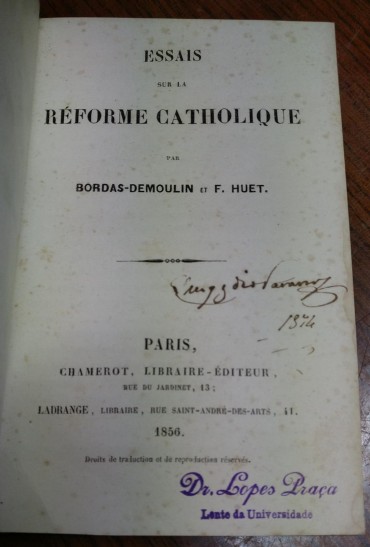 ESSAIS
SUR LA
RÉFORME CATHOLIQUE
PAR
BORDAS-DEMOULIN ET F. HUET.
PARIS,
CHAMEROT, LIBRAIRE-ÉDITEUR,
RUE DU JARDINET, 13;
LADRANGE, LIBRAIRE, RUE SAINT-ANDRÉ-DES-ARTS, 41.
1856.
Droits de traduction et de reproduction réservés.
Dr. Lopes Praça
Lente da Universidade